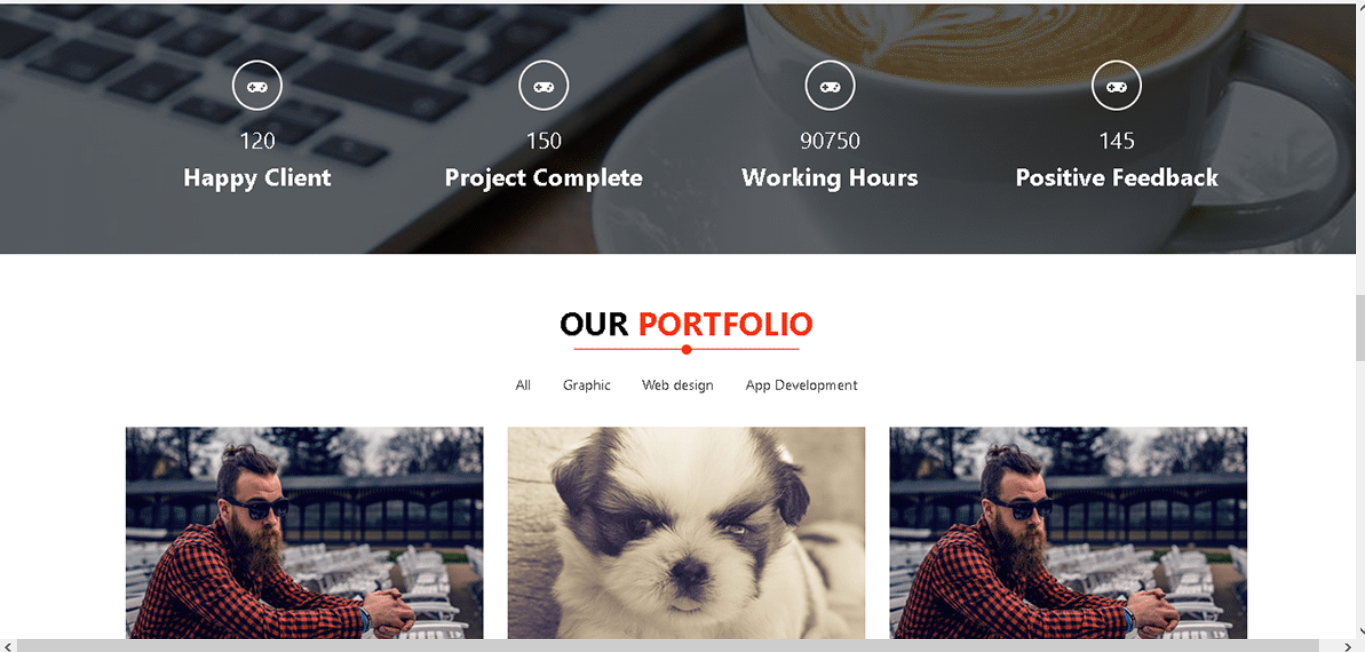 120 150 90750 145
Happy Client Project Complete Working Hours Positive Feedback
OUR PORTFOLIO
All Graphic Web design App Development